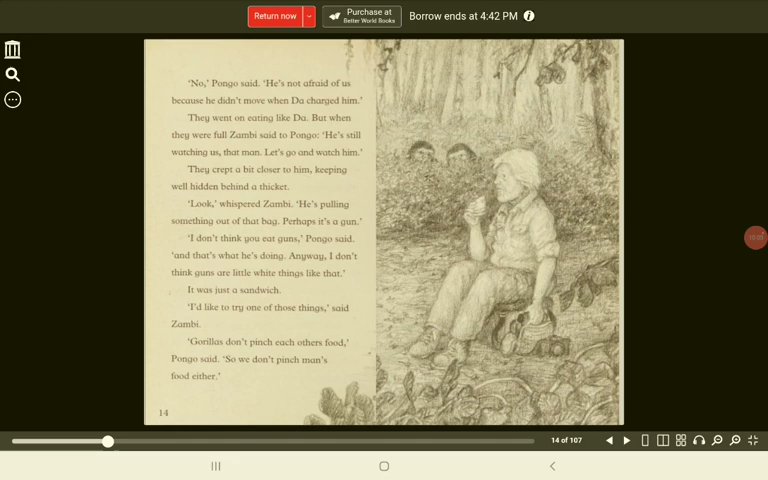 Return now
Purchase at
Better World Books
Borrow ends at 4:42 PM
'No,' Pongo said. 'He's not afraid of us
because he didn't move when Da charged him.'
They went on eating like Da. But when
they were full Zambi said to Pongo: 'He's still
watching us, that man. Let's go and watch him.'
They crept a bit closer to him, keeping
well hidden behind a thicket.
'Look,' whispered Zambi. 'He's pulling
something out of that bag. Perhaps it's a gun.'
'I don't think you eat guns,' Pongo said.
'and that's what he's doing. Anyway, I don't
think guns are little white things like that.'
It was just a sandwich.
'I'd like to try one of those things,' said
Zambi.
'Gorillas don't pinch each others food,'
Pongo said. 'So we don't pinch man's
food either.'
14
14 of 107